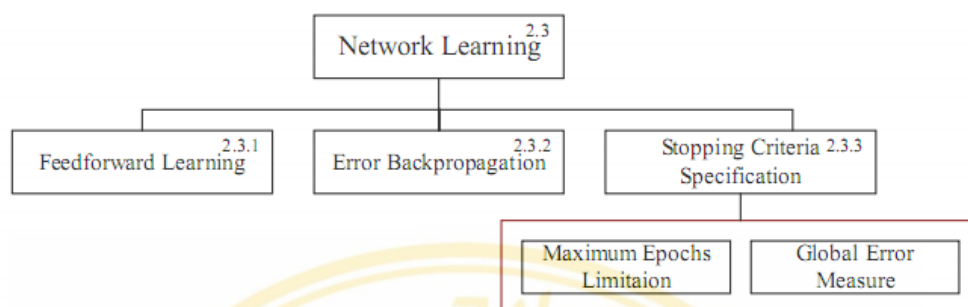 Network Learning 2.3
Feedforward Learning 2.3.1
Error Backpropagation 2.3.2
Stopping Criteria 2.3.3
Specification
Maximum Epochs
Limitaion
Global Error
Measure